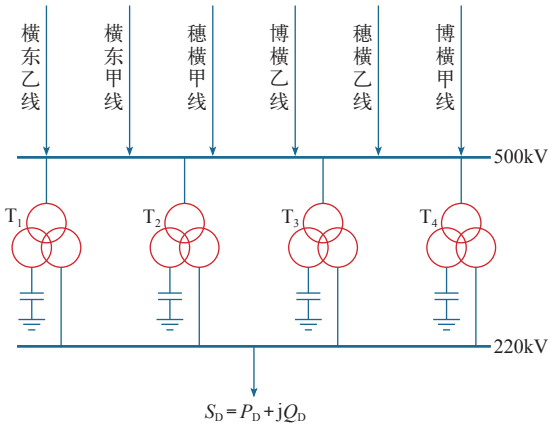 横东乙线
横东甲线
穗横甲线
博横乙线
穗横乙线
博横甲线
500kV
T1
T2
T3
T4
220kV
SD=PD+jQD